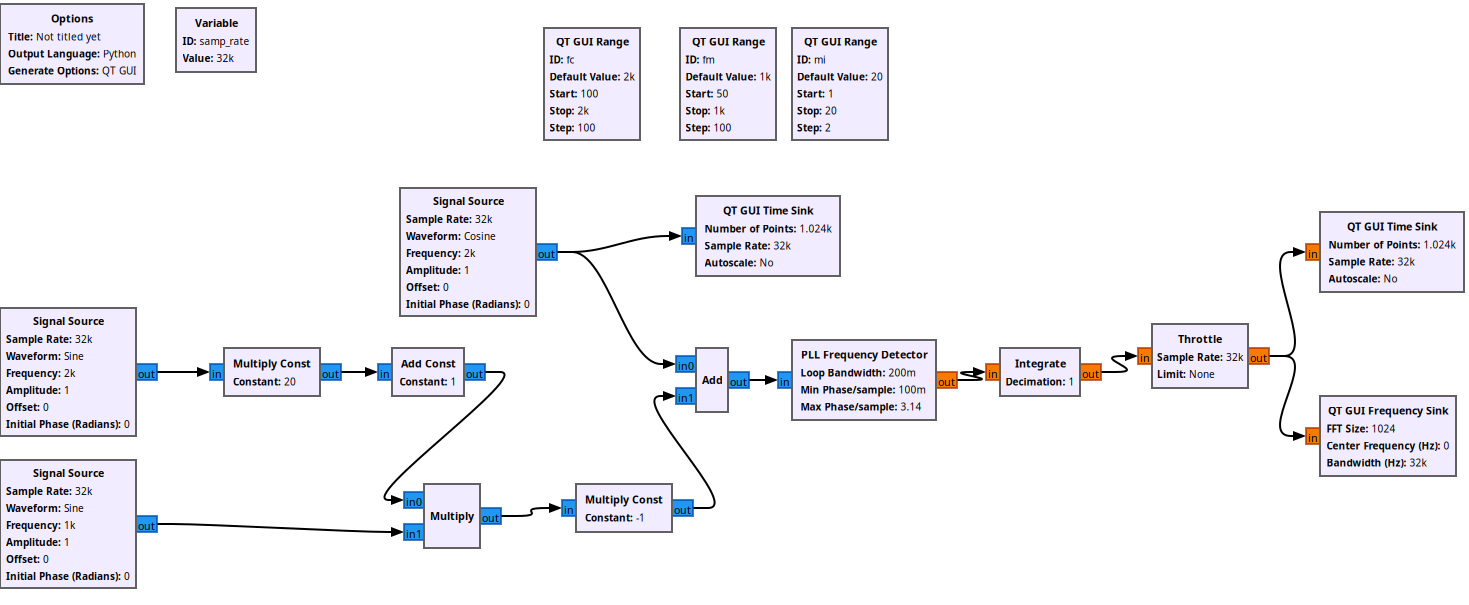 Options
Title: Not titled yet
Output Language: Python
Generate Options: QT GUI
Variable
ID: samp_rate
Value: 32k
QT GUI Range
ID: fc
Default Value: 2k
Start: 100
Stop: 2k
Step: 100
QT GUI Range
ID: fm
Default Value: 1k
Start: 50
Stop: 1k
Step: 100
QT GUI Range
ID: mi
Default Value: 20
Start: 1
Stop: 20
Step: 2
Signal Source
Sample Rate: 32k
Waveform: Cosine
Frequency: 2k
Amplitude: 1
Offset: 0
Initial Phase (Radians): 0
out
in
QT GUI Time Sink
Number of Points: 1.024k
Sample Rate: 32k
Autoscale: No
in
QT GUI Time Sink
Number of Points: 1.024k
Sample Rate: 32k
Autoscale: No
Signal Source
Sample Rate: 32k
Waveform: Sine
Frequency: 2k
Amplitude: 1
Offset: 0
Initial Phase (Radians): 0
out
in
Multiply Const
Constant: 20
out
in
Add Const
Constant: 1
out
in0
in1
Add
out
in
PLL Frequency Detector
Loop Bandwidth: 200m
Min Phase/sample: 100m
Max Phase/sample: 3.14
out
in
Integrate
Decimation: 1
out
in
Throttle
Sample Rate: 32k
Limit: None
out
in
QT GUI Frequency Sink
FFT Size: 1024
Center Frequency (Hz): 0
Bandwidth (Hz): 32k
Signal Source
Sample Rate: 32k
Waveform: Sine
Frequency: 1k
Amplitude: 1
Offset: 0
Initial Phase (Radians): 0
out
in0
in1
Multiply
out
in
Multiply Const
Constant: -1
out